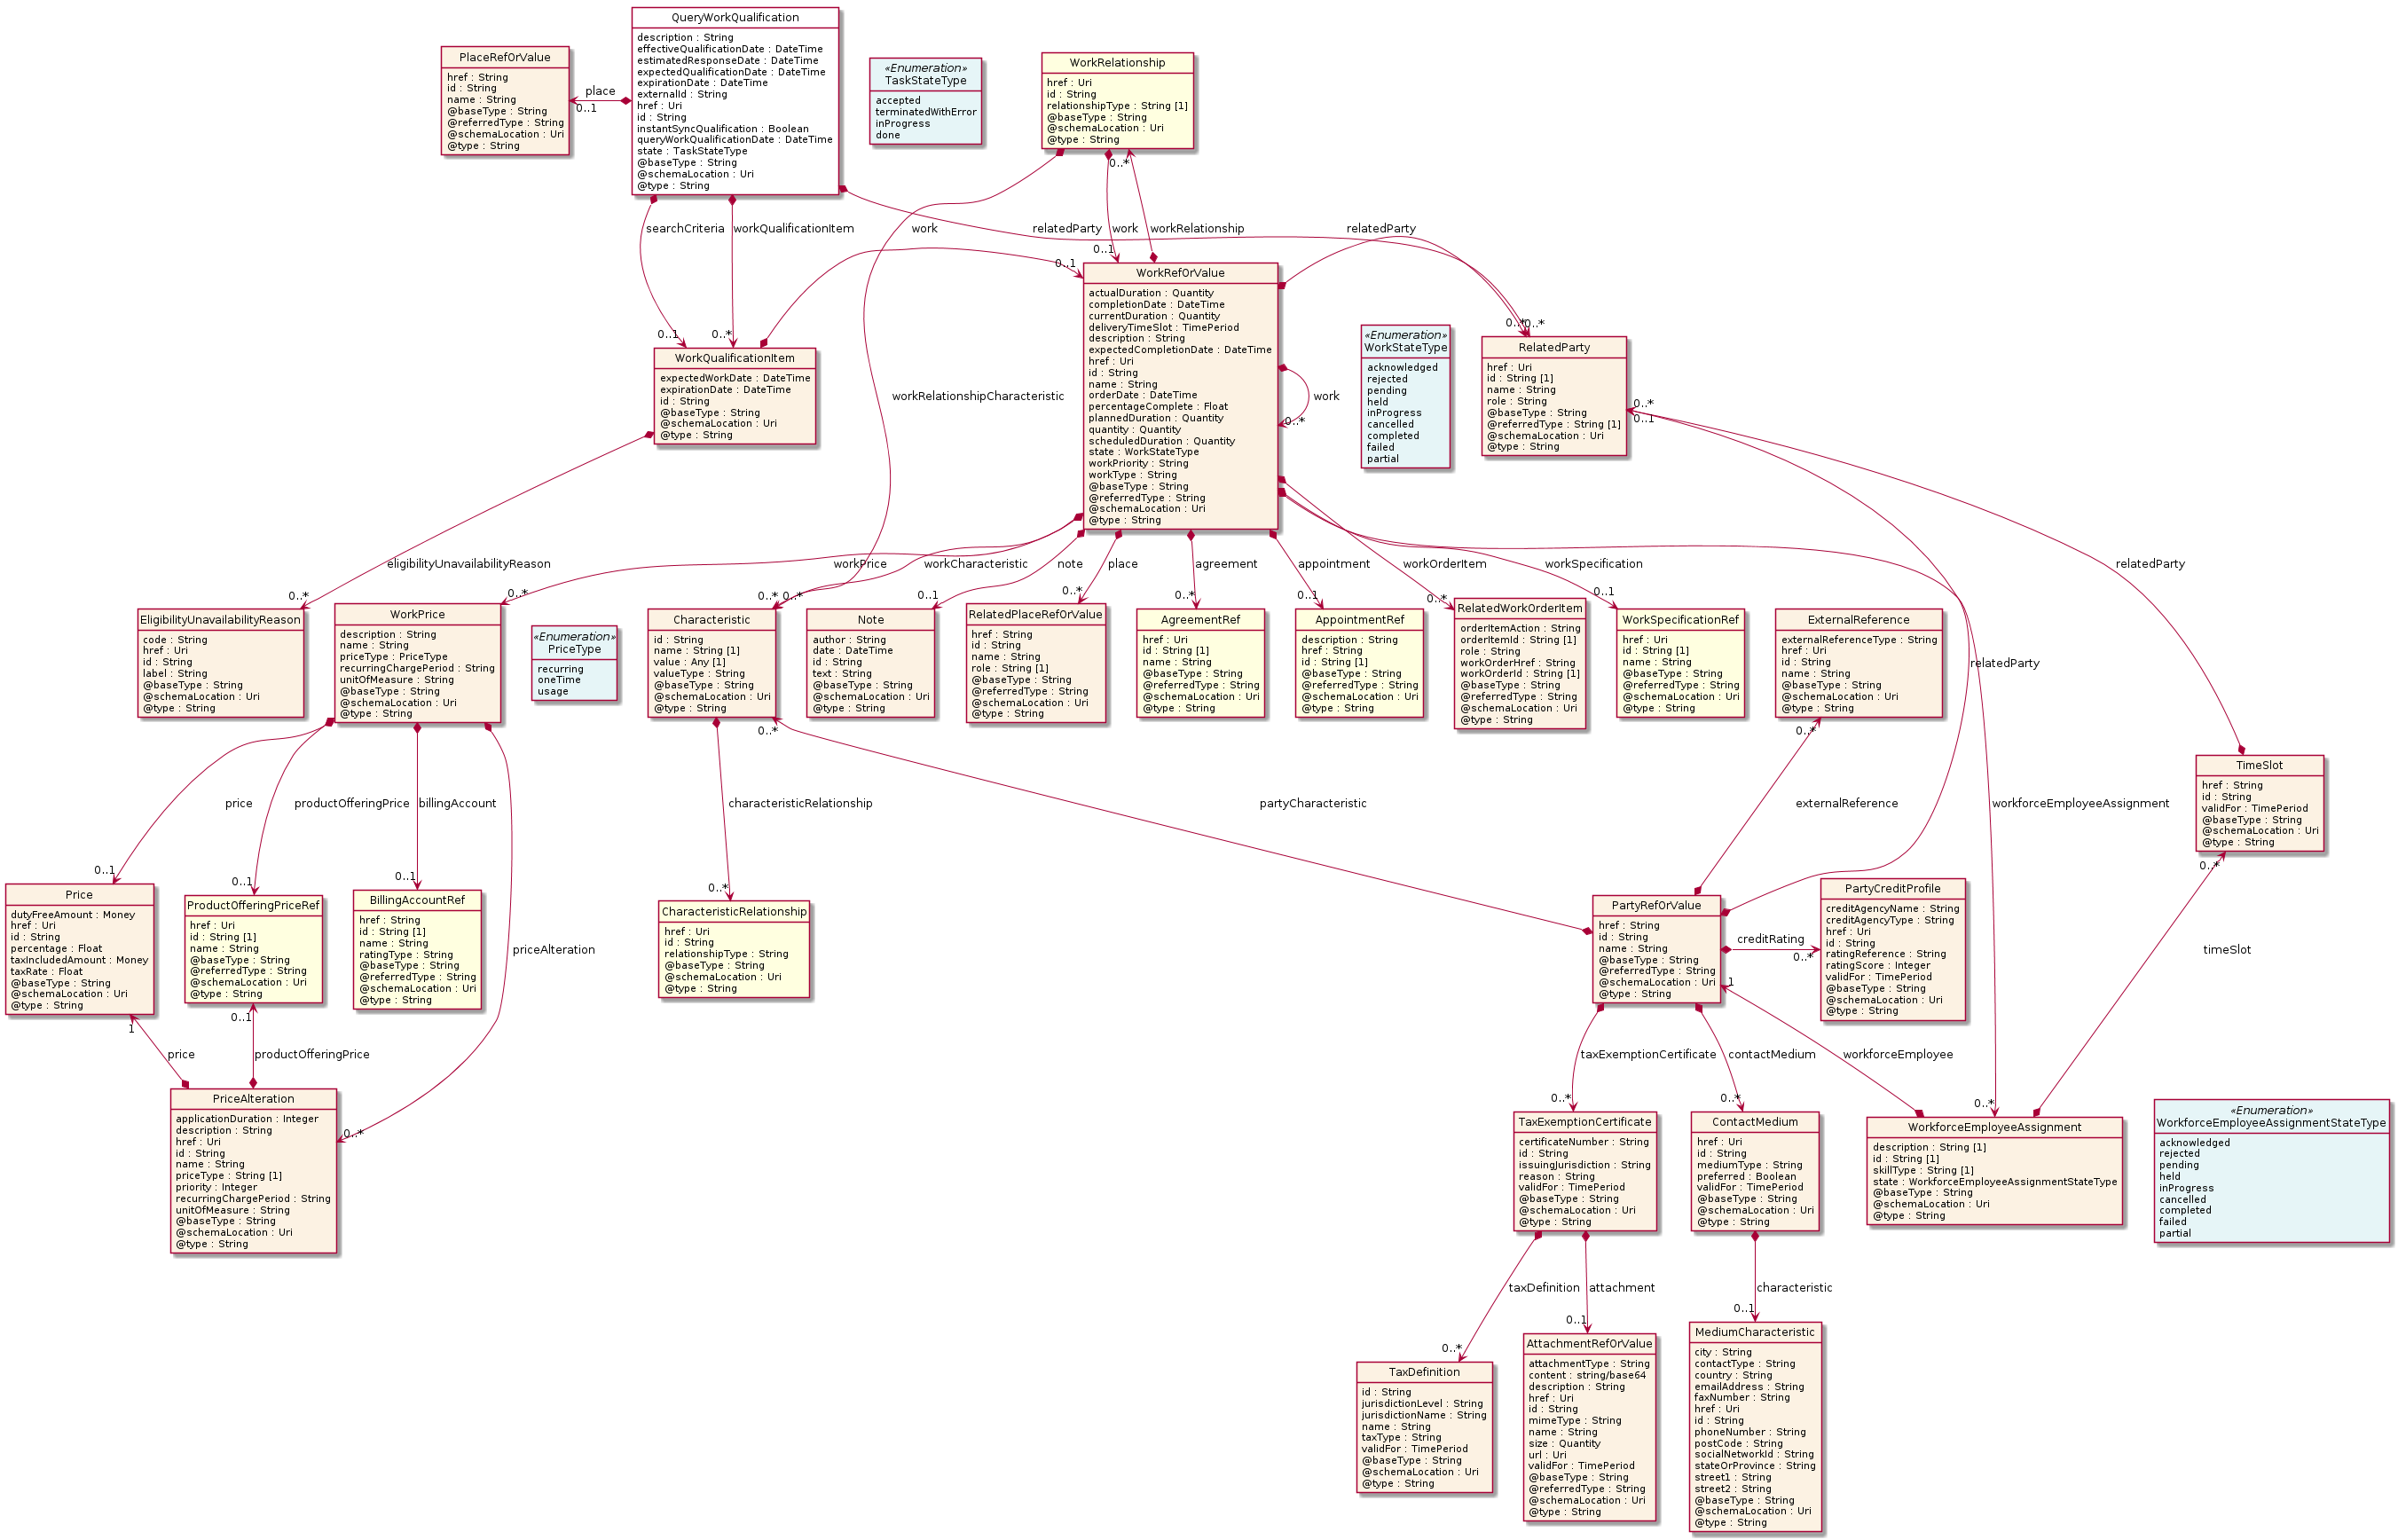 QueryWorkQualification
description : String
effectiveQualificationDate : DateTime
estimatedResponseDate : DateTime
expectedQualificationDate : DateTime
expirationDate : DateTime
externalId : String
href : Uri
id : String
instantSyncQualification : Boolean
queryWorkQualificationDate : DateTime
state : TaskStateType
@baseType : String
@schemaLocation : Uri
@type : String
PlaceRefOrValue
href : String
id : String
name : String
@baseType : String
@referredType : String
@schemaLocation : Uri
@type : String
place
0..1
«Enumeration»
TaskStateType
accepted
terminatedWithError
inProgress
done
WorkRelationship
href : Uri
id : String
relationshipType : String [1]
@baseType : String
@schemaLocation : Uri
@type : String
0..*
searchCriteria
workQualificationItem
work
relatedParty
work
workRelationship
relatedParty
0..1
0..1
0..1
0..*
0..*
0..*
WorkQualificationItem
expectedWorkDate : DateTime
expirationDate : DateTime
id : String
@baseType : String
@schemaLocation : Uri
@type : String
WorkRefOrValue
actualDuration : Quantity
completionDate : DateTime
currentDuration : Quantity
deliveryTimeSlot : TimePeriod
description : String
expectedCompletionDate : DateTime
href : Uri
id : String
name : String
orderDate : DateTime
percentageComplete : Float
plannedDuration : Quantity
quantity : Quantity
scheduledDuration : Quantity
state : WorkStateType
workPriority : String
workType : String
@baseType : String
@referredType : String
@schemaLocation : Uri
@type : String
work
0..*
workRelationshipCharacteristic
«Enumeration»
WorkStateType
acknowledged
rejected
pending
held
inProgress
cancelled
completed
failed
partial
RelatedParty
href : Uri
id : String [1]
name : String
role : String
@baseType : String
@referredType : String [1]
@schemaLocation : Uri
@type : String
0..*
0..1
eligibilityUnavailabilityReason
workPrice
workCharacteristic
note
place
agreement
appointment
workOrderItem
workSpecification
relatedParty
0..*
0..*
0..*
0..*
0..1
0..*
0..*
0..1
0..*
0..1
EligibilityUnavailabilityReason
code : String
href : Uri
id : String
label : String
@baseType : String
@schemaLocation : Uri
@type : String
WorkPrice
description : String
name : String
priceType : PriceType
recurringChargePeriod : String
unitOfMeasure : String
@baseType : String
@schemaLocation : Uri
@type : String
«Enumeration»
PriceType
recurring
oneTime
usage
Characteristic
id : String
name : String [1]
value : Any [1]
valueType : String
@baseType : String
@schemaLocation : Uri
@type : String
Note
author : String
date : DateTime
id : String
text : String
@baseType : String
@schemaLocation : Uri
@type : String
RelatedPlaceRefOrValue
href : String
id : String
name : String
role : String [1]
@baseType : String
@referredType : String
@schemaLocation : Uri
@type : String
AgreementRef
href : Uri
id : String [1]
name : String
@baseType : String
@referredType : String
@schemaLocation : Uri
@type : String
AppointmentRef
description : String
href : String
id : String [1]
@baseType : String
@referredType : String
@schemaLocation : Uri
@type : String
RelatedWorkOrderItem
orderItemAction : String
orderItemId : String [1]
role : String
workOrderHref : String
workOrderId : String [1]
@baseType : String
@referredType : String
@schemaLocation : Uri
@type : String
WorkSpecificationRef
href : Uri
id : String [1]
name : String
@baseType : String
@referredType : String
@schemaLocation : Uri
@type : String
ExternalReference
externalReferenceType : String
href : Uri
id : String
name : String
@baseType : String
@schemaLocation : Uri
@type : String
relatedParty
0..*
0..*
TimeSlot
href : String
id : String
validFor : TimePeriod
@baseType : String
@schemaLocation : Uri
@type : String
0..*
price
productOfferingPrice
billingAccount
characteristicRelationship
partyCharacteristic
externalReference
workforceEmployeeAssignment
0..1
0..1
0..1
0..*
Price
dutyFreeAmount : Money
href : Uri
id : String
percentage : Float
taxIncludedAmount : Money
taxRate : Float
@baseType : String
@schemaLocation : Uri
@type : String
ProductOfferingPriceRef
href : Uri
id : String [1]
name : String
@baseType : String
@referredType : String
@schemaLocation : Uri
@type : String
BillingAccountRef
href : String
id : String [1]
name : String
ratingType : String
@baseType : String
@referredType : String
@schemaLocation : Uri
@type : String
priceAlteration
CharacteristicRelationship
href : Uri
id : String
relationshipType : String
@baseType : String
@schemaLocation : Uri
@type : String
PartyRefOrValue
href : String
id : String
name : String
@baseType : String
@referredType : String
@schemaLocation : Uri
@type : String
creditRating
0..*
1
PartyCreditProfile
creditAgencyName : String
creditAgencyType : String
href : Uri
id : String
ratingReference : String
ratingScore : Integer
validFor : TimePeriod
@baseType : String
@schemaLocation : Uri
@type : String
timeSlot
1
0..1
price
productOfferingPrice
taxExemptionCertificate
contactMedium
workforceEmployee
0..*
0..*
0..*
0..*
PriceAlteration
applicationDuration : Integer
description : String
href : Uri
id : String
name : String
priceType : String [1]
priority : Integer
recurringChargePeriod : String
unitOfMeasure : String
@baseType : String
@schemaLocation : Uri
@type : String
TaxExemptionCertificate
certificateNumber : String
id : String
issuingJurisdiction : String
reason : String
validFor : TimePeriod
@baseType : String
@schemaLocation : Uri
@type : String
ContactMedium
href : Uri
id : String
mediumType : String
preferred : Boolean
validFor : TimePeriod
@baseType : String
@schemaLocation : Uri
@type : String
WorkforceEmployeeAssignment
description : String [1]
id : String [1]
skillType : String [1]
state : WorkforceEmployeeAssignmentStateType
@baseType : String
@schemaLocation : Uri
@type : String
«Enumeration»
WorkforceEmployeeAssignmentStateType
acknowledged
rejected
pending
held
inProgress
cancelled
completed
failed
partial
taxDefinition
attachment
characteristic
0..*
0..1
0..1
TaxDefinition
id : String
jurisdictionLevel : String
jurisdictionName : String
name : String
taxType : String
validFor : TimePeriod
@baseType : String
@schemaLocation : Uri
@type : String
AttachmentRefOrValue
attachmentType : String
content : string/base64
description : String
href : Uri
id : String
mimeType : String
name : String
size : Quantity
url : Uri
validFor : TimePeriod
@baseType : String
@referredType : String
@schemaLocation : Uri
@type : String
MediumCharacteristic
city : String
contactType : String
country : String
emailAddress : String
faxNumber : String
href : Uri
id : String
phoneNumber : String
postCode : String
socialNetworkId : String
stateOrProvince : String
street1 : String
street2 : String
@baseType : String
@schemaLocation : Uri
@type : String